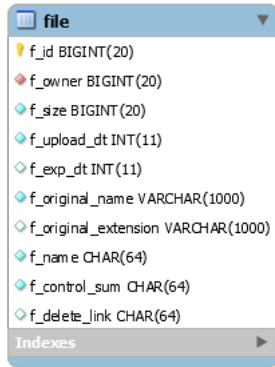 file
f_id BIGINT(20)
f_owner BIGINT(20)
f_size BIGINT(20)
f_upload_dt INT(11)
f_exp_dt INT(11)
f_original_name VARCHAR(1000)
f_original_extension VARCHAR(1000)
f_name CHAR(64)
f_control_sum CHAR(64)
f_delete_link CHAR(64)
Indexes